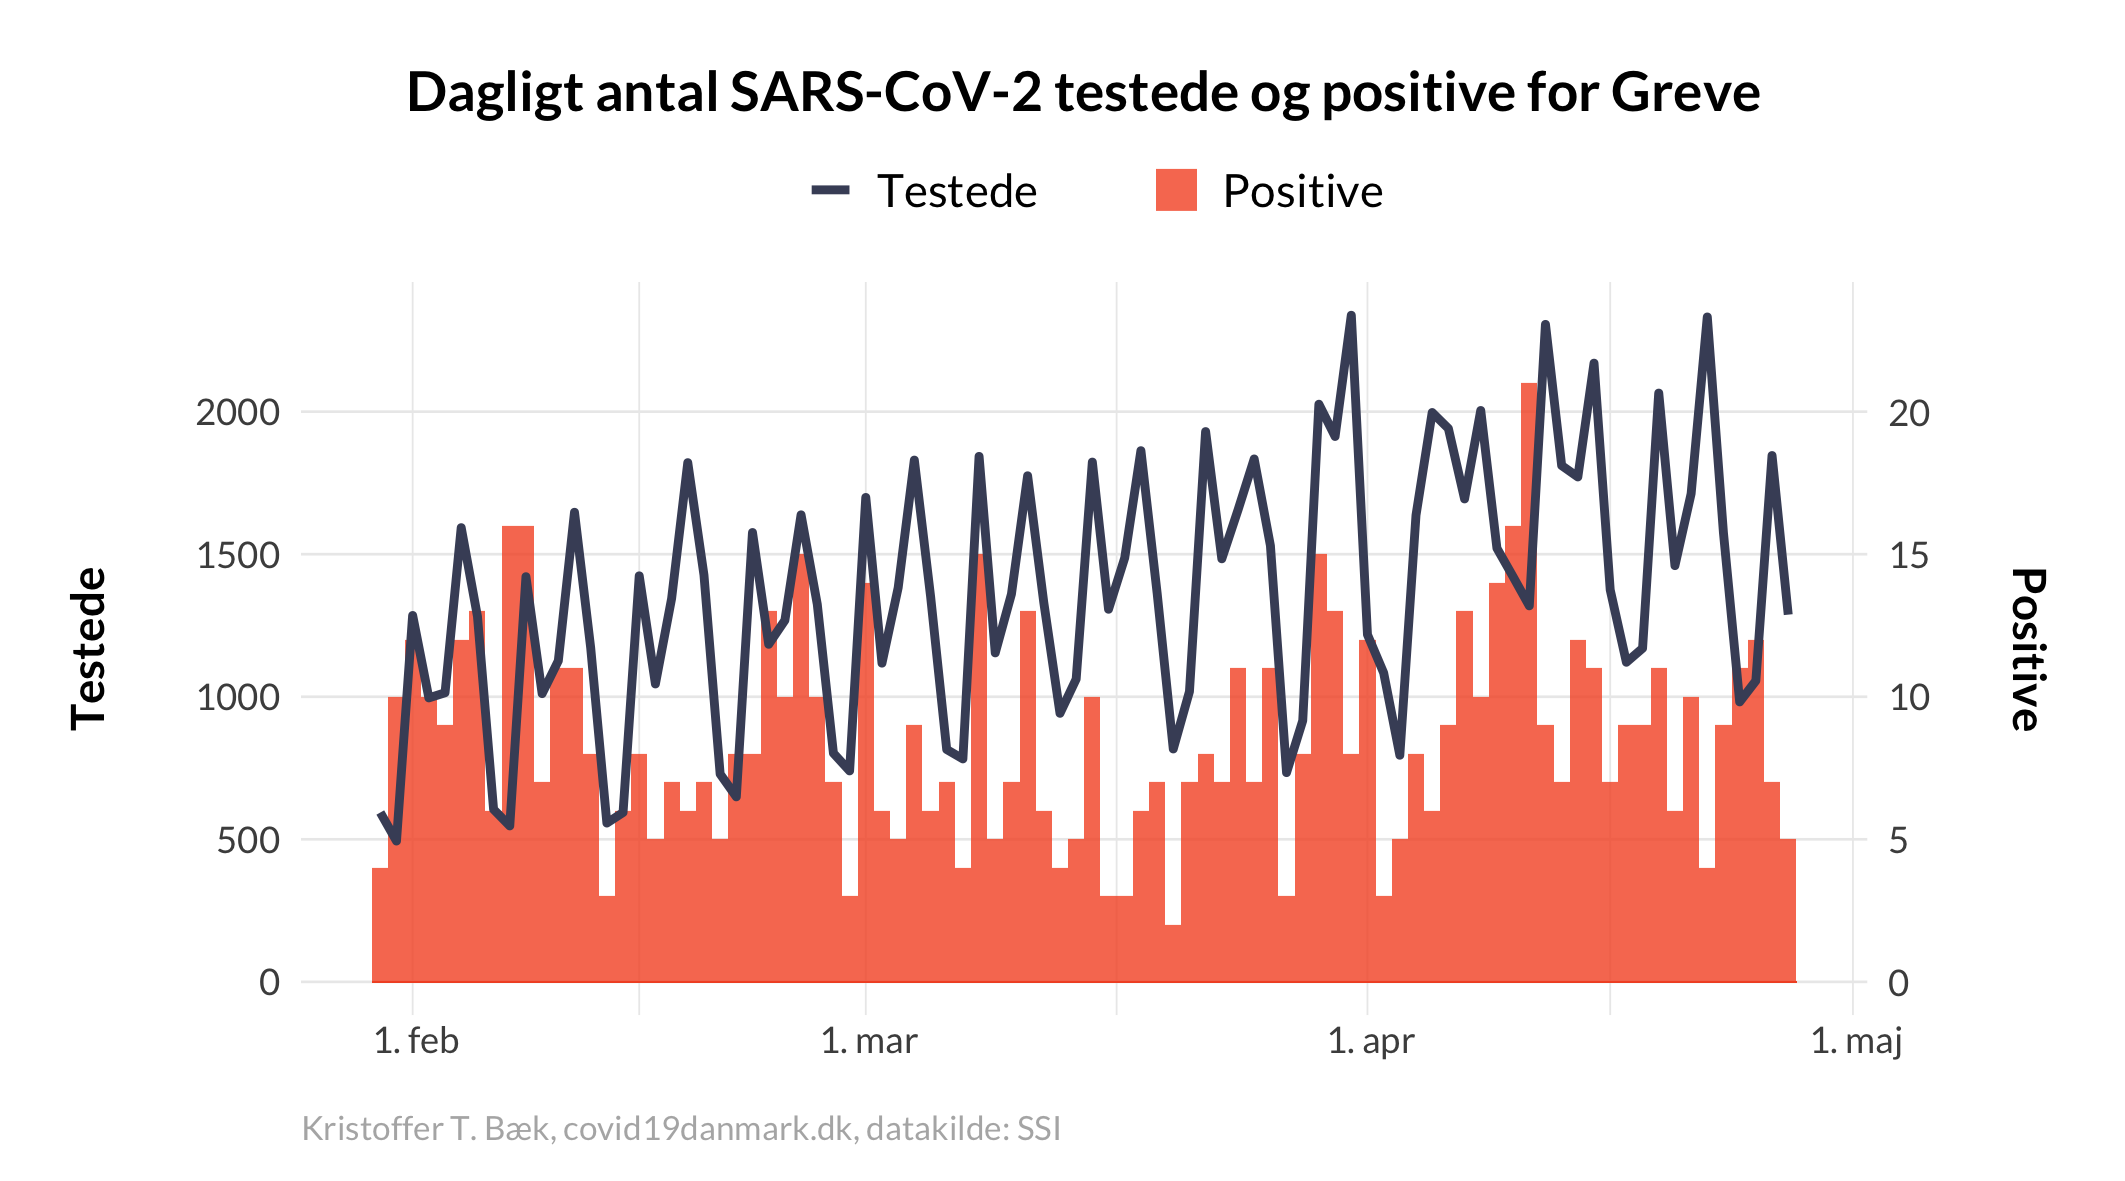 Dagligt antal SARS-CoV-2 testede og positive for Greve
Testede
Positive
Testede
2000
1500
1000
500
0
20
15
10
5
0
Positive
1. feb
1. mar
1. apr
1. maj
Kristoffer T. Bæk, covid19danmark.dk, datakilde: SSI